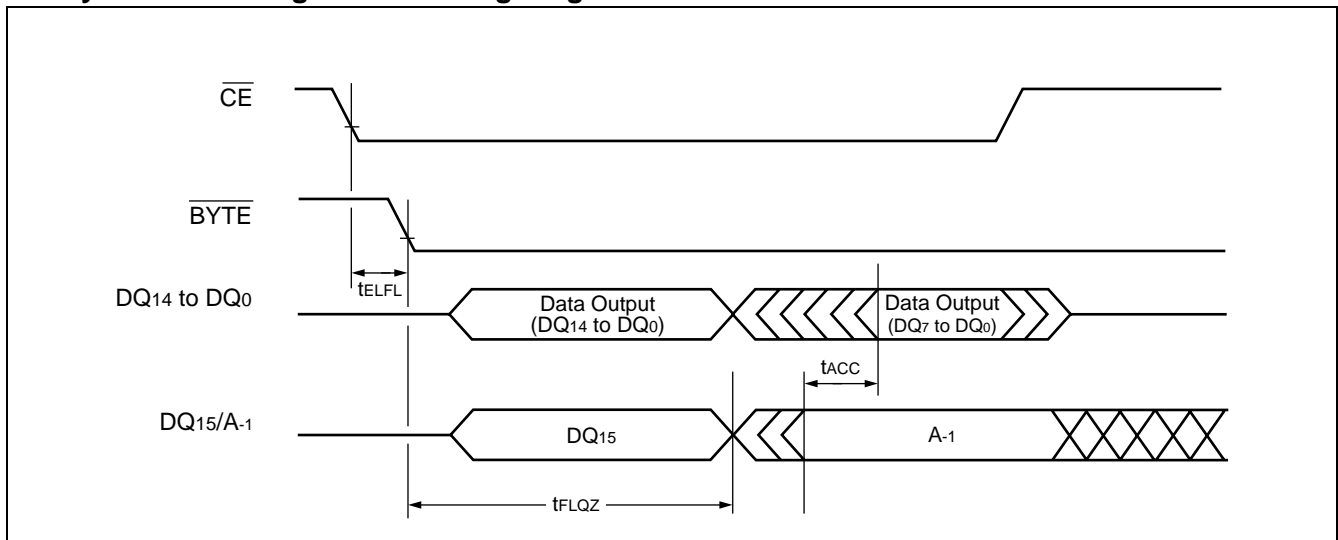 CE
BYTE
tELFL
DQ14 to DQ0
Data Output
(DQ14 to DQ0)
Data Output
(DQ7 to DQ0)
tACC
DQ15/A-1
DQ15
A-1
tFLQZ